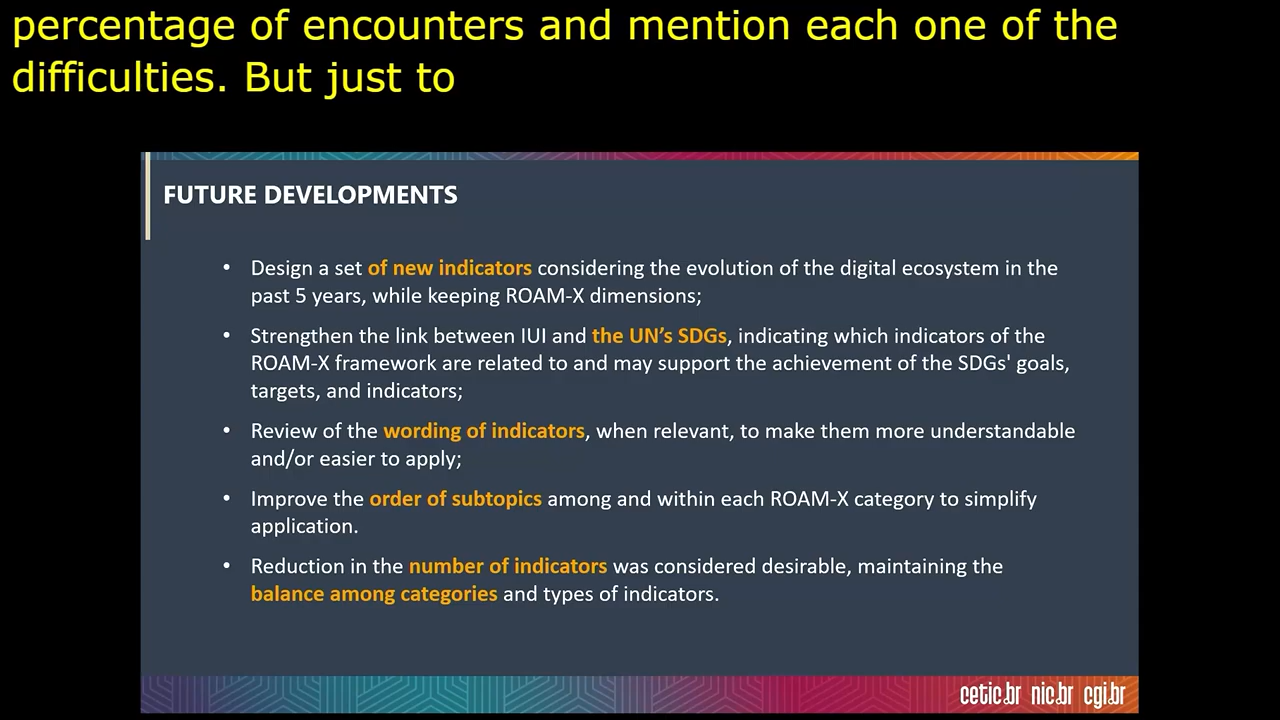 percentage of encounters and mention each one of the
difficulties. But just to
FUTURE DEVELOPMENTS
• Design a set of new indicators considering the evolution of the digital ecosystem in the
past 5 years, while keeping ROAM-X dimensions;
• Strengthen the link between IUI and the UN’s SDGs, indicating which indicators of the
ROAM-X framework are related to and may support the achievement of the SDGs' goals,
targets, and indicators;
• Review of the wording of indicators, when relevant, to make them more understandable
and/or easier to apply;
• Improve the order of subtopics among and within each ROAM-X category to simplify
application.
• Reduction in the number of indicators was considered desirable, maintaining the
balance among categories and types of indicators.
cetic.br nic.br cgi.br